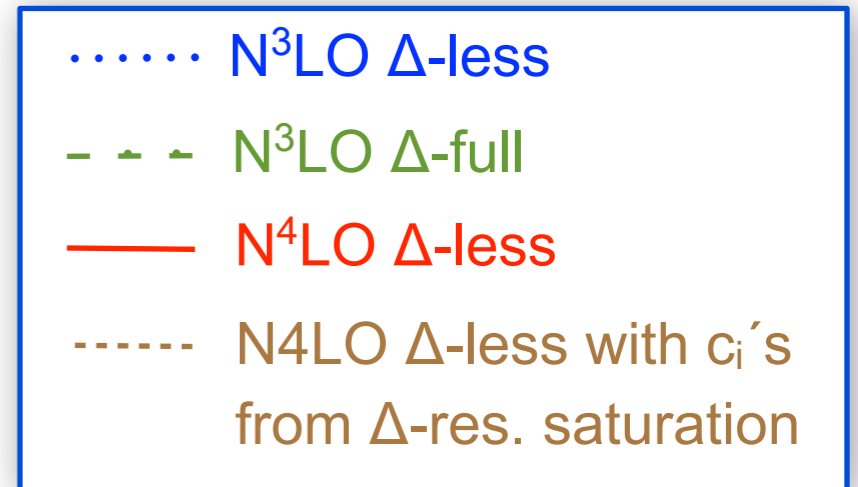 N³LO Δ-less
N³LO Δ-full
N⁴LO Δ-less
N4LO Δ-less with cᵢ´s
from Δ-res. saturation